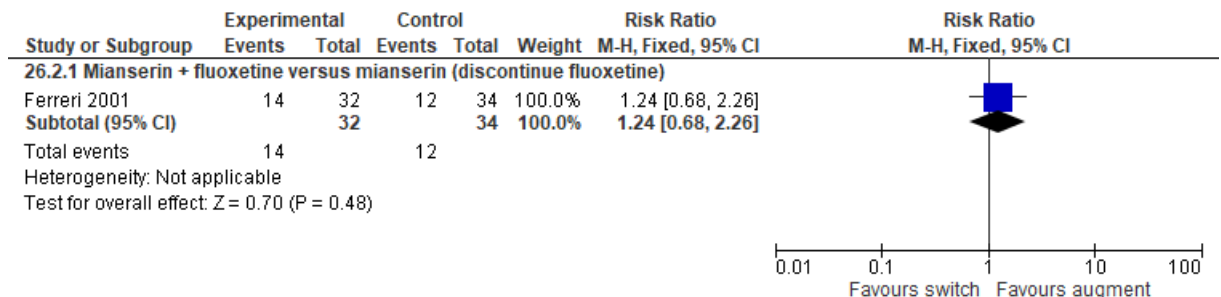 Experimental Control Risk Ratio Risk Ratio
Study or Subgroup Events Total Events Total Weight M-H, Fixed, 95% CI M-H, Fixed, 95% CI
26.2.1 Mianserin + fluoxetine versus mianserin (discontinue fluoxetine)
Ferreri 2001 14 32 12 34 100.0% 1.24 [0.68, 2.26]
Subtotal (95% CI) 32 34 100.0% 1.24 [0.68, 2.26]
Total events 14 12
Heterogeneity: Not applicable
Test for overall effect: Z = 0.70 (P = 0.48)
0.01 0.1 1 10 100
Favours switch Favours augment